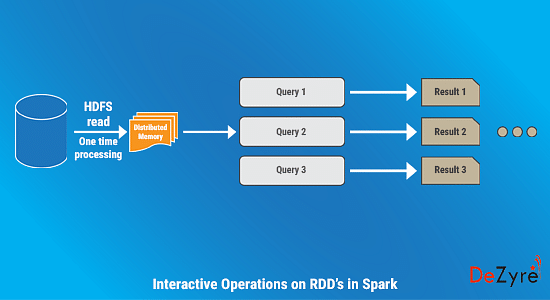 HDFS
read
One time
processing
Distributed
Memory
Query 1
Query 2
Query 3
Result 1
Result 2
Result 3
Interactive Operations on RDD's in Spark
DeZyre